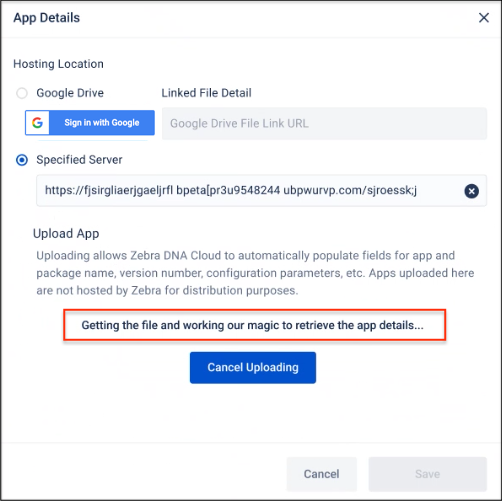 App Details
Hosting Location
Google Drive
Linked File Detail
G Sign in with Google
Google Drive File Link URL
Specified Server
https://fjsirgliaerjgaeljrfl bpeta[pr3u9548244 ubpwurvp.com/sjroessk;j
Upload App
Uploading allows Zebra DNA Cloud to automatically populate fields for app and
package name, version number, configuration parameters, etc. Apps uploaded here
are not hosted by Zebra for distribution purposes.
Getting the file and working our magic to retrieve the app details...
Cancel Uploading
Cancel
Save